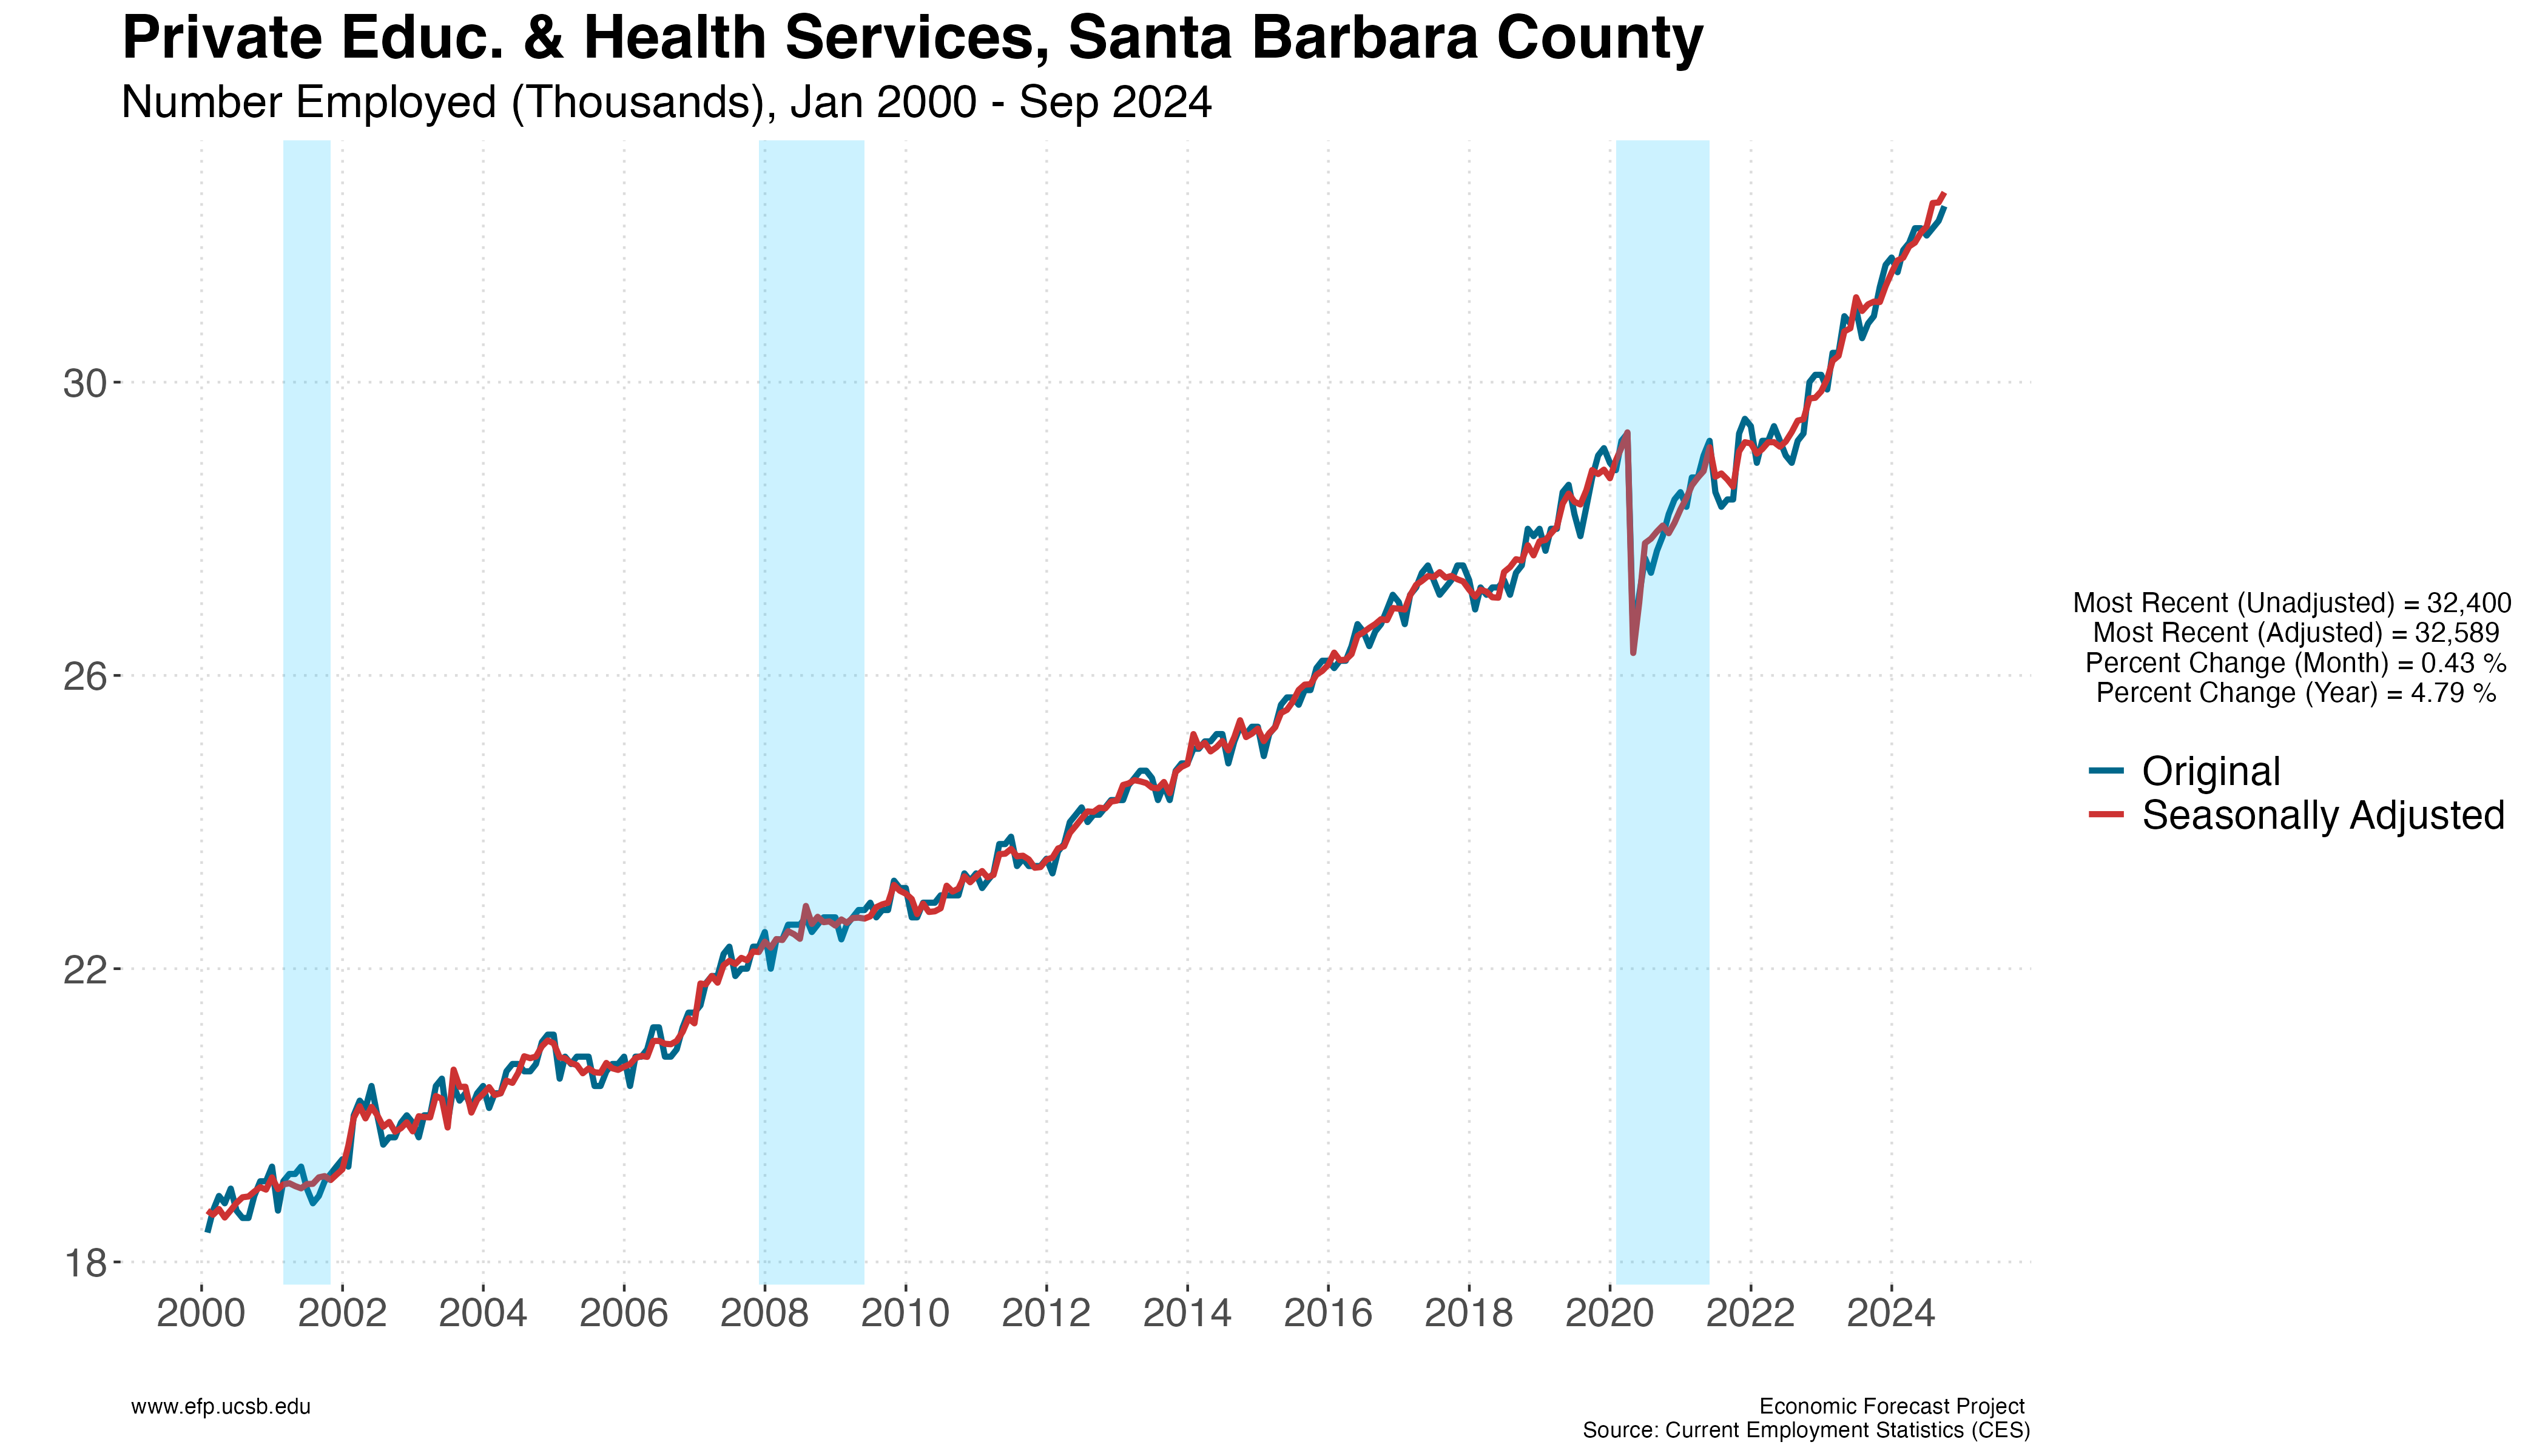 Private Educ. & Health Services, Santa Barbara County
Number Employed (Thousands), Jan 2000 - Sep 2024
30
26
22
18
2000 2002 2004 2006 2008 2010 2012 2014 2016 2018 2020 2022 2024
Most Recent (Unadjusted) = 32,400
Most Recent (Adjusted) = 32,589
Percent Change (Month) = 0.43 %
Percent Change (Year) = 4.79 %
Original
Seasonally Adjusted
www.efp.ucsb.edu
Economic Forecast Project
Source: Current Employment Statistics (CES)